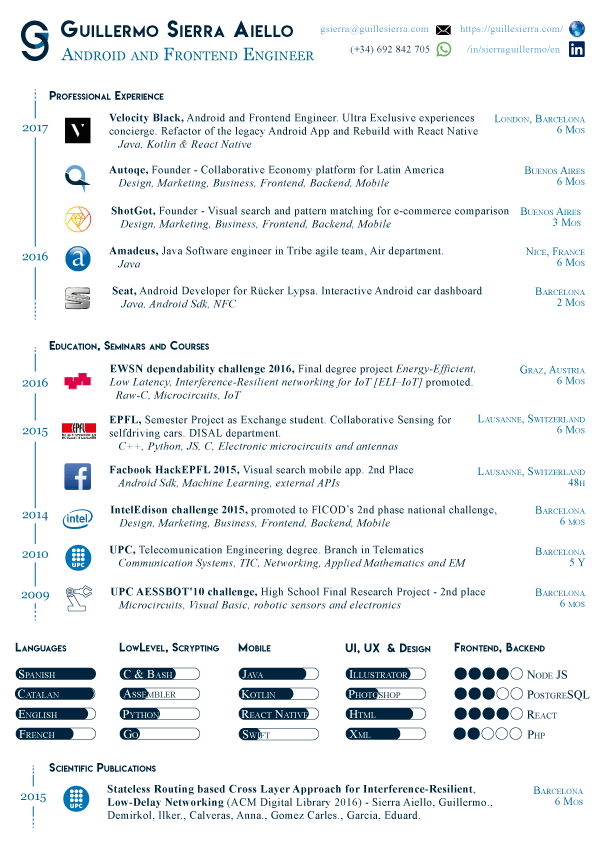 GUILLERMO SIERRA AIELLO
ANDROID AND FRONTEND ENGINEER
gsierra@guillesierra.com https://guillesierra.com/
(+34) 692 842 705 /in/sierraguillermo/en in
PROFESSIONAL EXPERIENCE
2017
Velocity Black, Android and Frontend Engineer. Ultra Exclusive experiences LONDON, BARCELONA
concierge. Refactor of the legacy Android App and Rebuild with React Native 6 MOS
Java, Kotlin & React Native
Autoqe, Founder - Collaborative Economy platform for Latin America BUENOS AIRES
Design, Marketing, Business, Frontend, Backend, Mobile 6 MOS
ShotGot, Founder - Visual search and pattern matching for e-commerce comparison BUENOS AIRES
Design, Marketing, Business, Frontend, Backend, Mobile 3 MOS
2016
Amadeus, Java Software engineer in Tribe agile team, Air department. NICE, FRANCE
Java 6 MOS
Seat, Android Developer for Rücker Lypsa. Interactive Android car dashboard BARCELONA
Java, Android Sdk, NFC 2 MOS
EDUCATION, SEMINARS AND COURSES
2016
EWSN dependability challenge 2016, Final degree project Energy-Efficient, GRAZ, AUSTRIA
Low Latency, Interference-Resilient networking for IoT [ELI-IoT] promoted. 6 MOS
Raw-C, Microcircuits, IoT
2015
EPFL
EPFL, Semester Project as Exchange student. Collaborative Sensing for LAUSANNE, SWITZERLAND
selfdriving cars. DISAL department. 6 MOS
C++, Python, JS, C, Electronic microcircuits and antennas
Facbook HackEPFL 2015, Visual search mobile app. 2nd Place LAUSANNE, SWITZERLAND
Android Sdk, Machine Learning, external APIs 48H
2014
intel
IntelEdison challenge 2015, promoted to FICOD's 2nd phase national challenge, BARCELONA
Design, Marketing, Business, Frontend, Backend, Mobile 6 MOS
2010
UPC
UPC, Telecomunication Engineering degree. Branch in Telematics BARCELONA
Communication Systems, TIC, Networking, Applied Mathematics and EM 5 Y
2009
UPC AESSBOT'10 challenge, High School Final Research Project - 2nd place BARCELONA
Microcircuits, Visual Basic, robotic sensors and electronics 6 MOS
LANGUAGES LOWLEVEL, SCRYPTING MOBILE UI, UX & DESIGN FRONTEND, BACKEND
SPANISH C & BASH JAVA ILLUSTRATOR NODE JS
CATALAN ASSEMBLER KOTLIN PHOTOSHOP POSTGRESQL
ENGLISH PYTHON REACT NATIVE HTML REACT
FRENCH GO SWIFT XML PHP
SCIENTIFIC PUBLICATIONS
2015
UPC
Stateless Routing based Cross Layer Approach for Interference-Resilient, BARCELONA
Low-Delay Networking (ACM Digital Library 2016) - Sierra Aiello, Guillermo., 6 MOS
Demirkol, Ilker., Calveras, Anna., Gomez Carles., Garcia, Eduard.